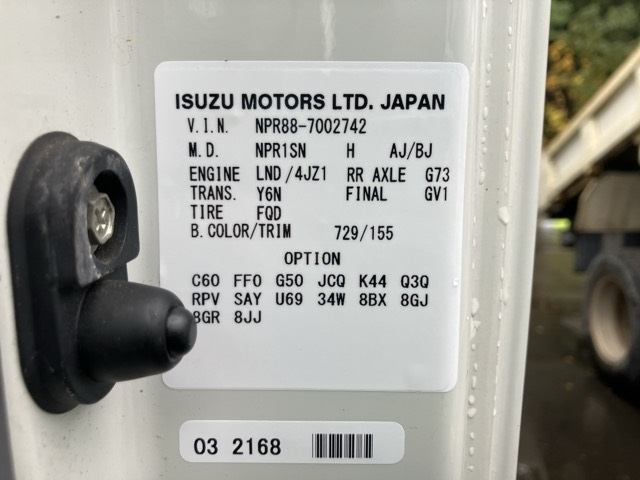 ISUZU MOTORS LTD. JAPAN
V.I.N. NPR88-7002742
M.D. NPR1SN H AJ/BJ
ENGINE LND/4JZ1 RR AXLE G73
TRANS. Y6N FINAL GV1
TIRE FQD
B.COLOR/TRIM 729/155
OPTION
C60 FF0 G50 JCQ K44 Q3Q
RPV SAY U69 34W 8BX 8GJ
8GR 8JJ
03 2168